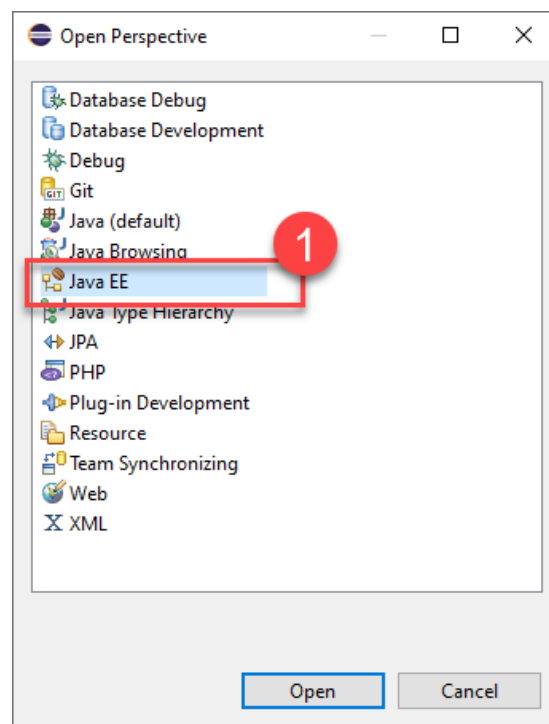 Open Perspective
Database Debug
Database Development
Debug
GIT Git
Java (default)
Java Browsing
1
Java EE
Java Type Hierarchy
JPA
PHP
Plug-in Development
Resource
Team Synchronizing
Web
X XML
Open Cancel